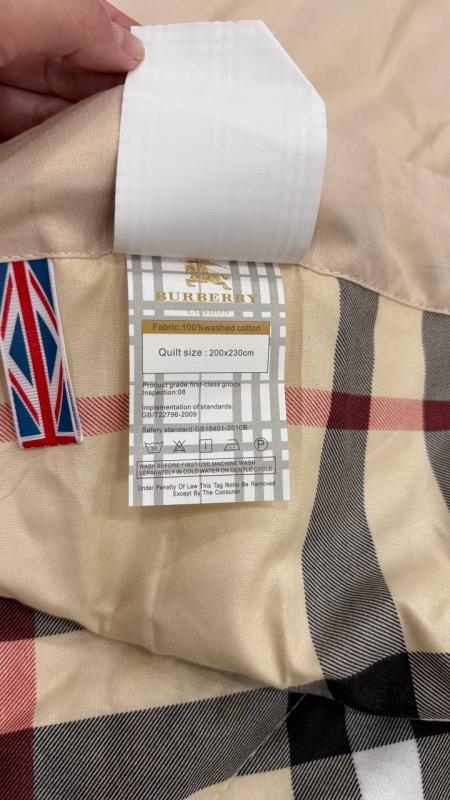 BURBERRY
LONDON
Fabric:100%washed cotton
Quilt size : 200x230cm
Product grade:first-class goods
Inspection:08
Implementation of standards:
GB/T22796-2009
Safety standard:GB18401-2010B
WASH BEFORE FIRST USE,MACHINE WASH
SEPARATELY IN COLD WATER ON GENTLE CYCLE.
Under Penalty Of Law This Tag Notto Be Removed
Except By The Consuner